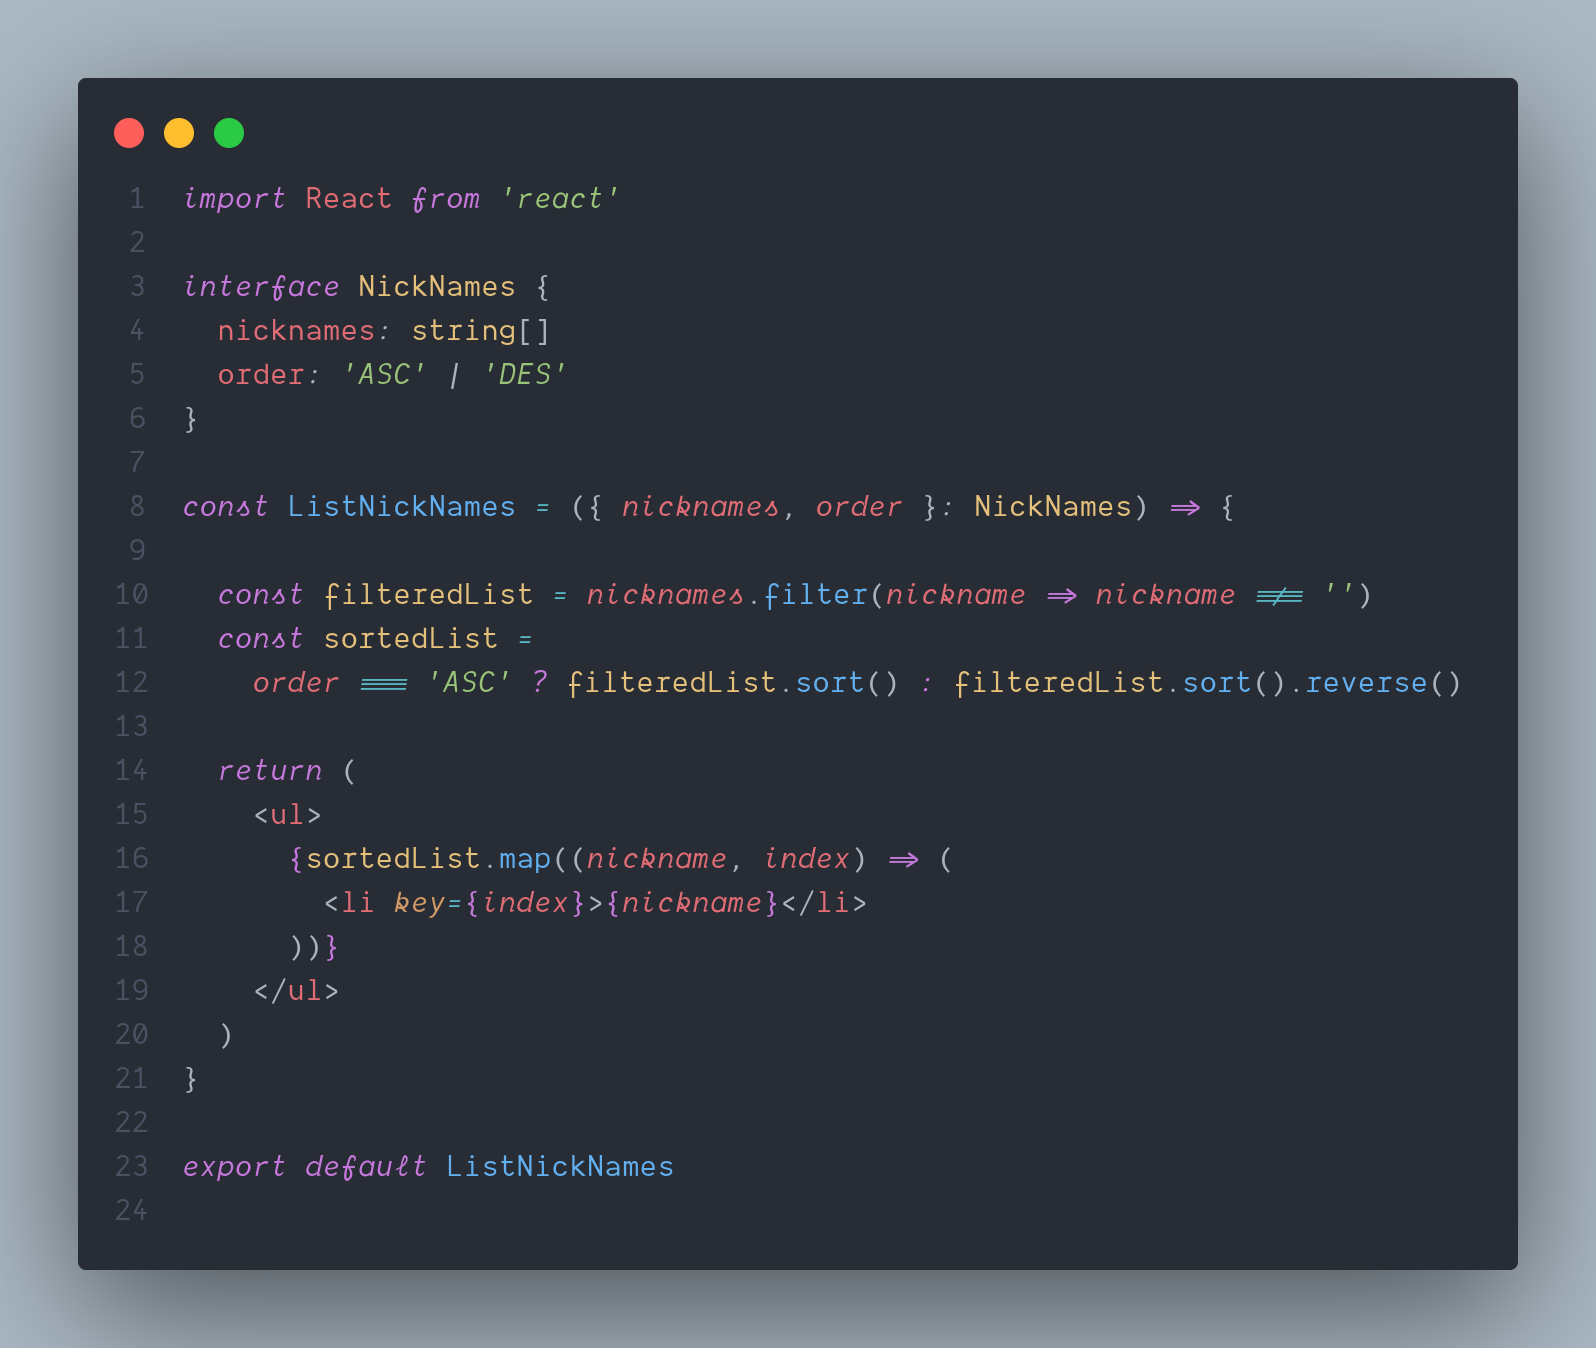 1 import React from 'react'
2
3 interface NickNames {
4   nicknames: string[]
5   order: 'ASC' | 'DES'
6 }
7
8 const ListNickNames = ({ nicknames, order }: NickNames) => {
9
10   const filteredList = nicknames.filter(nickname => nickname !== '')
11   const sortedList =
12     order === 'ASC' ? filteredList.sort() : filteredList.sort().reverse()
13
14   return (
15     <ul>
16       {sortedList.map((nickname, index) => (
17         <li key={index}>{nickname}</li>
18       ))}
19     </ul>
20   )
21 }
22
23 export default ListNickNames
24